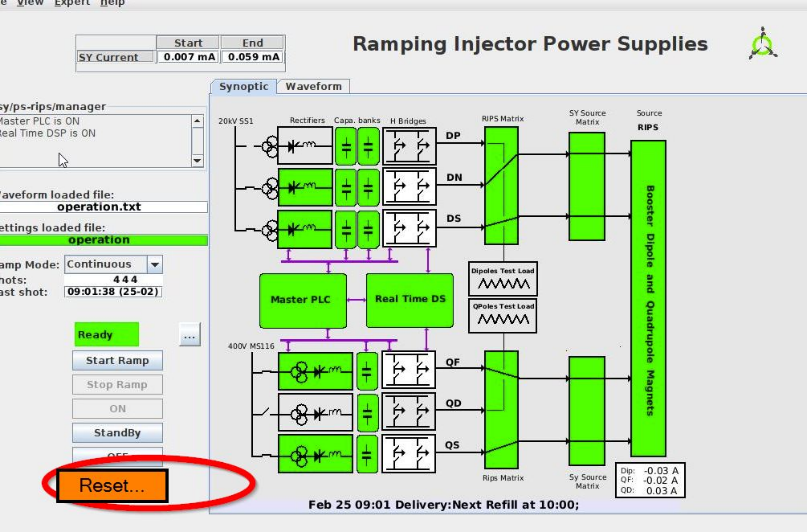 View Expert Help
Start End
SY Current 0.007 mA 0.059 mA
Ramping Injector Power Supplies
Synoptic Waveform
sy/ps-rips/manager
Master PLC is ON
Real Time DSP is ON
Waveform loaded file:
operation.txt
Settings loaded file:
operation
Ramp Mode: Continuous
Shots: 444
Last shot: 09:01:38 (25-02)
Ready ...
Start Ramp
Stop Ramp
ON
StandBy
OFF
Reset...
20kV SS1 Rectifiers Capa. banks H Bridges
RIPS Matrix
SY Source
Matrix
Source
RIPS
DP
DN
DS
Dipoles Test Load
QPoles Test Load
Master PLC Real Time DS
Booster Dipole and Quadrupole Magnets
400V MS116
QF
QD
QS
Rips Matrix
Sy Source
Matrix
Dip: -0.03 A
QF: -0.02 A
QD: 0.03 A
Feb 25 09:01 Delivery:Next Refill at 10:00;